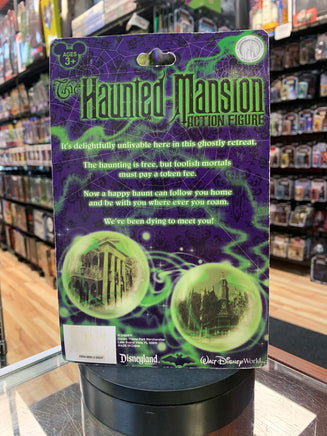 AGES
3+
The Haunted Mansion
ACTION FIGURE
It's delightfully unlivable here in this ghostly retreat.
The haunting is free, but foolish mortals
must pay a token fee.
Now a happy haunt can follow you home
and be with you where ever you roam.
We've been dying to meet you!
Disneyland
Walt Disney World